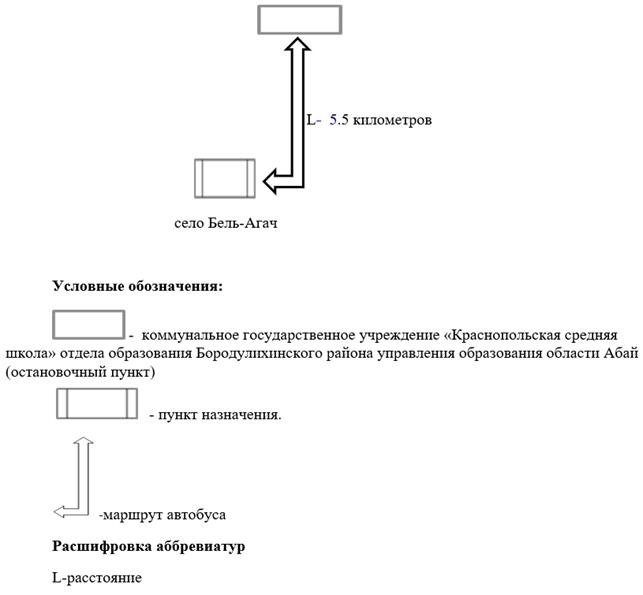 L- 5.5 километров
село Бель-Агач
Условные обозначения:
- коммунальное государственное учреждение «Краснопольская средняя
школа» отдела образования Бородулихинского района управления образования области Абай
(остановочный пункт)
- пункт назначения.
-маршрут автобуса
Расшифровка аббревиатур
L-расстояние